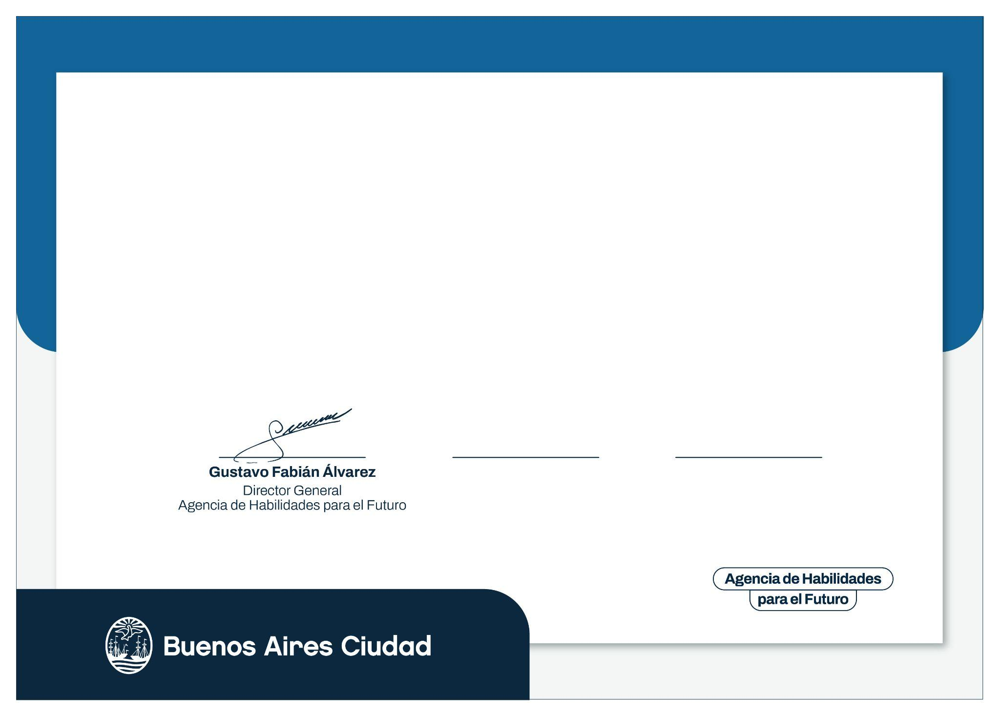 Gustavo Fabián Álvarez
Director General
Agencia de Habilidades para el Futuro
Agencia de Habilidades
para el Futuro
Buenos Aires Ciudad